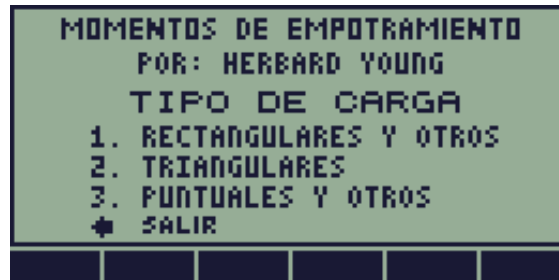 MOMENTOS DE EMPOTRAMIENTO
POR: HERBARD YOUNG
TIPO DE CARGA
1. RECTANGULARES Y OTROS
2. TRIANGULARES
3. PUNTUALES Y OTROS
SALIR